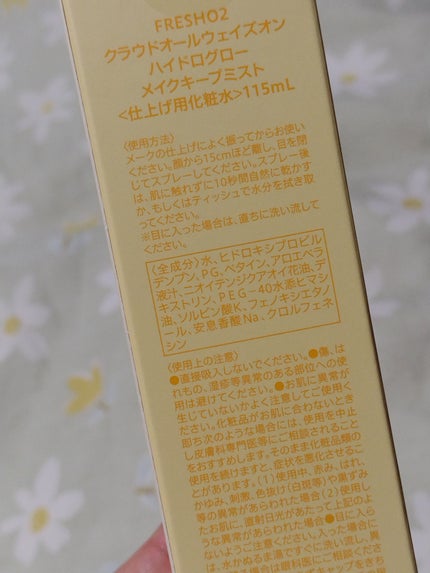 FRESHO2
クラウドオールウェイズオン
ハイドログロー
メイクキープミスト
<仕上げ用化粧水>115mL
〈使用方法〉
メークの仕上げによく振ってからお使い
ください。顔から15cmほど離し、目を閉
じてスプレーしてください。スプレー後
は、肌に触れずに10秒間自然に乾かす
か、もしくはティッシュで水分を拭き取
ってください。
※目に入った場合は、直ちに洗い流して
ください。
〈全成分〉水、ヒドロキシプロピル
デンプン、PG、ベタイン、アロエベラ
液汁、ニオイテンジクアオイ花油、デ
キストリン、PEG-40水添ヒマシ
油、ソルビン酸K、フェノキシエタノ
ール、安息香酸Na、クロルフェネ
シン
〈使用上の注意〉
●直接吸入しないでください。●傷、は
れもの、湿疹等異常のある部位への使
用は避けてください。●お肌に異常が
生じていないかよく注意してご使用く
ださい。化粧品がお肌に合わないとき
即ち次のような場合には、使用を中止
し皮膚科専門医等にご相談されること
をおすすめします。そのまま化粧品類の
使用を続けますと、症状を悪化させるこ
とがあります。(1)使用中、赤み、はれ、
かゆみ、刺激、色抜け(白斑等)や黒ずみ
等の異常があらわれた場合(2)使用し
たお肌に、直射日光があたって上記のよ
うな異常があらわれた場合●目に入ら
ないようご注意ください。目に入った
時は、水かぬるま湯ですぐに洗い流し、異